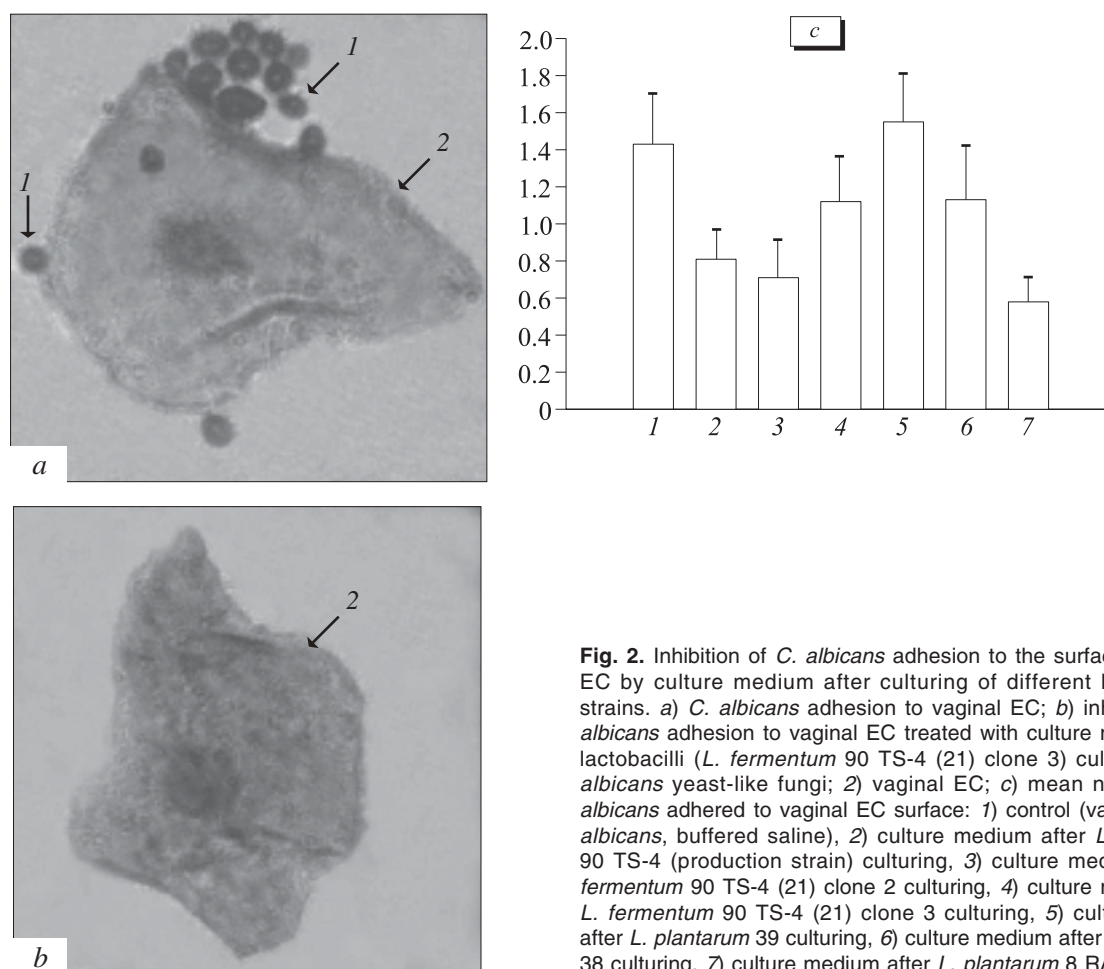 1
2
1
a
c
2.0
1.8
1.6
1.4
1.2
1.0
0.8
0.6
0.4
0.2
0
1 2 3 4 5 6 7
2
b
Fig. 2. Inhibition of C. albicans adhesion to the surfac
EC by culture medium after culturing of different l
strains. a) C. albicans adhesion to vaginal EC; b) inl
albicans adhesion to vaginal EC treated with culture n
lactobacilli (L. fermentum 90 TS-4 (21) clone 3) cul
albicans yeast-like fungi; 2) vaginal EC; c) mean n
albicans adhered to vaginal EC surface: 1) control (va
albicans, buffered saline), 2) culture medium after L
90 TS-4 (production strain) culturing, 3) culture med
fermentum 90 TS-4 (21) clone 2 culturing, 4) culture n
L. fermentum 90 TS-4 (21) clone 3 culturing, 5) cult
after L. plantarum 39 culturing, 6) culture medium after
38 culturing, 7) culture medium after L. plantarum 8 RA